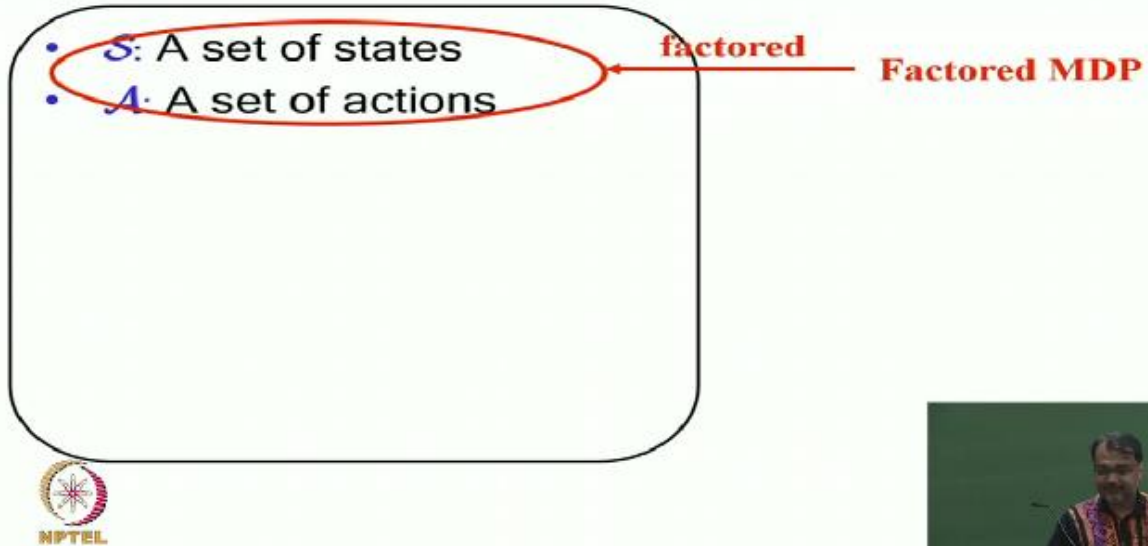 • S: A set of states
factored
Factored MDP
• A: A set of actions
NPTEL